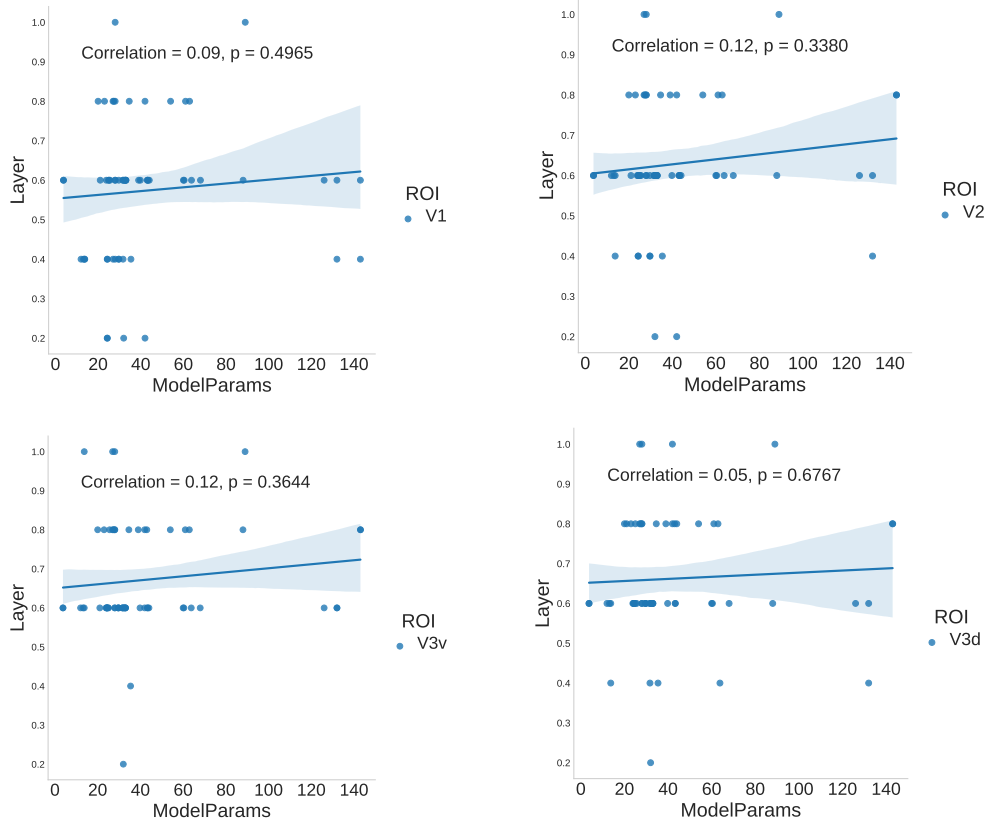 1.0
0.9
0.8
0.7
0.6
0.5
0.4
0.3
0.2
Layer
Correlation = 0.09, p = 0.4965
0 20 40 60 80 100 120 140
ModelParams
ROI
V1
1.0
0.9
0.8
0.7
0.6
0.5
0.4
0.3
0.2
Layer
Correlation = 0.12, p = 0.3380
0 20 40 60 80 100 120 140
ModelParams
ROI
V2
1.0
0.9
0.8
0.7
0.6
0.5
0.4
0.3
0.2
Layer
Correlation = 0.12, p = 0.3644
0 20 40 60 80 100 120 140
ModelParams
ROI
V3v
1.0
0.9
0.8
0.7
0.6
0.5
0.4
0.3
0.2
Layer
Correlation = 0.05, p = 0.6767
0 20 40 60 80 100 120 140
ModelParams
ROI
V3d